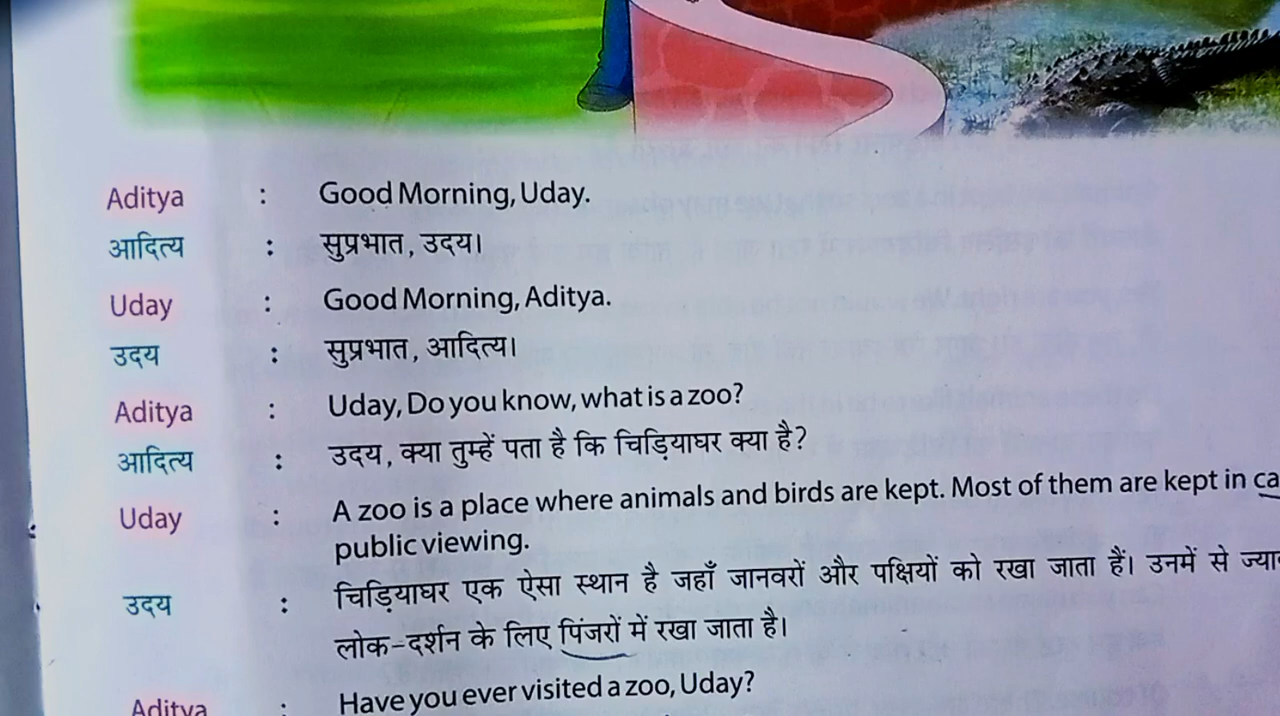 Aditya : Good Morning, Uday.
आदित्य : सुप्रभात, उदय।
Uday : Good Morning, Aditya.
उदय : सुप्रभात, आदित्य।
Aditya : Uday, Do you know, what is a zoo?
आदित्य : उदय, क्या तुम्हें पता है कि चिड़ियाघर क्या है?
Uday : A zoo is a place where animals and birds are kept. Most of them are kept in
public viewing.
उदय : चिड़ियाघर एक ऐसा स्थान है जहाँ जानवरों और पक्षियों को रखा जाता हैं। उनमें से
लोक-दर्शन के लिए पिंजरों में रखा जाता है।
Aditya : Have you ever visited a zoo, Uday?